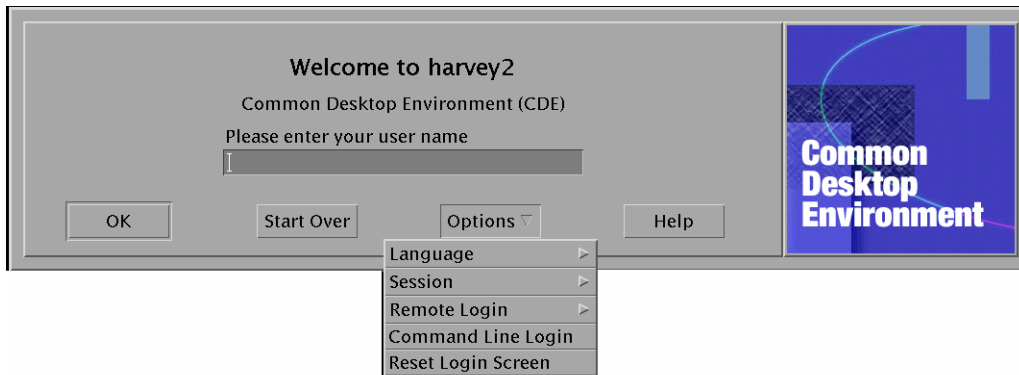 Welcome to harvey2
Common Desktop Environment (CDE)
Please enter your user name
OK
Start Over
Options
Help
Language
Session
Remote Login
Command Line Login
Reset Login Screen
Common
Desktop
Environment